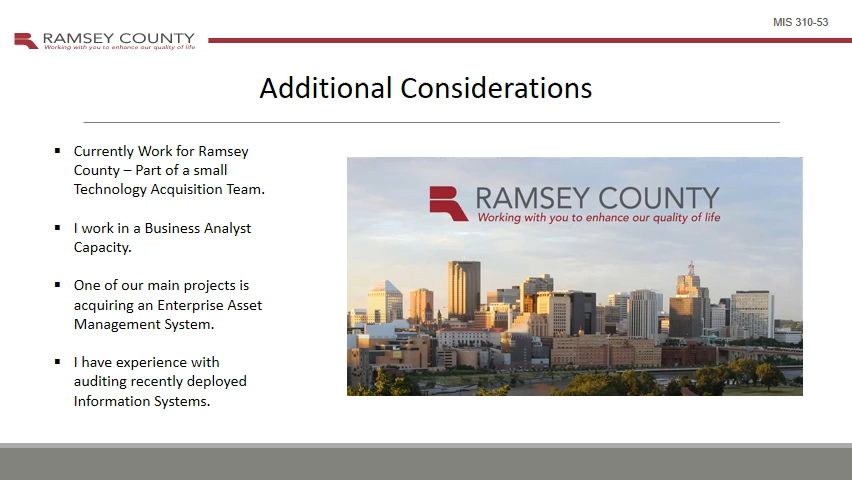 MIS 310-53
RAMSEY COUNTY
Working with you to enhance our quality of life
Additional Considerations
▪ Currently Work for Ramsey
County – Part of a small
Technology Acquisition Team.
▪ I work in a Business Analyst
Capacity.
▪ One of our main projects is
acquiring an Enterprise Asset
Management System.
▪ I have experience with
auditing recently deployed
Information Systems.
RAMSEY COUNTY
Working with you to enhance our quality of life